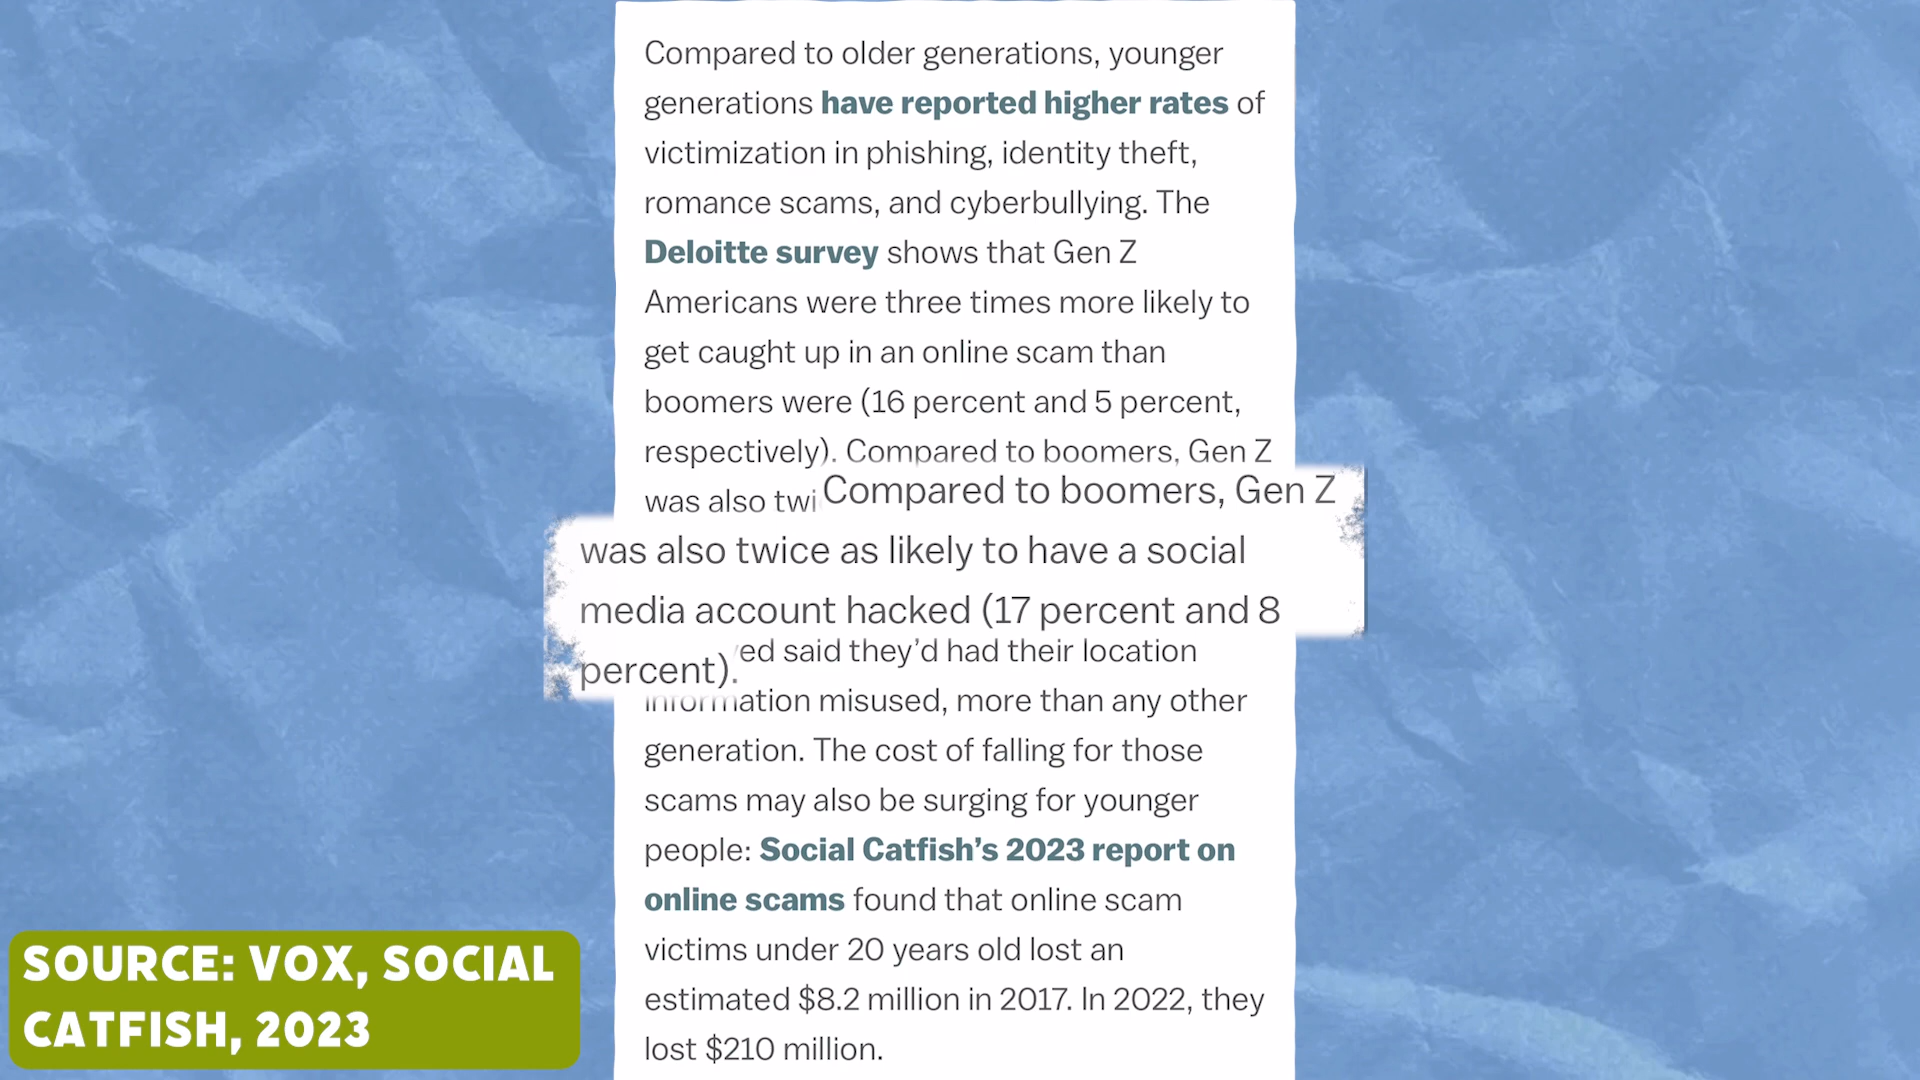 Compared to older generations, younger
generations have reported higher rates of
victimization in phishing, identity theft,
romance scams, and cyberbullying. The
Deloitte survey shows that Gen Z
Americans were three times more likely to
get caught up in an online scam than
boomers were (16 percent and 5 percent,
respectively). Compared to boomers, Gen Z
was also twi
Compared to boomers, Gen Z
was also twice as likely to have a social
media account hacked (17 percent and 8
percent).
ed said they'd had their location
information misused, more than any other
generation. The cost of falling for those
scams may also be surging for younger
people: Social Catfish's 2023 report on
online scams found that online scam
victims under 20 years old lost an
estimated $8.2 million in 2017. In 2022, they
lost $210 million.
SOURCE: VOX, SOCIAL
CATFISH, 2023